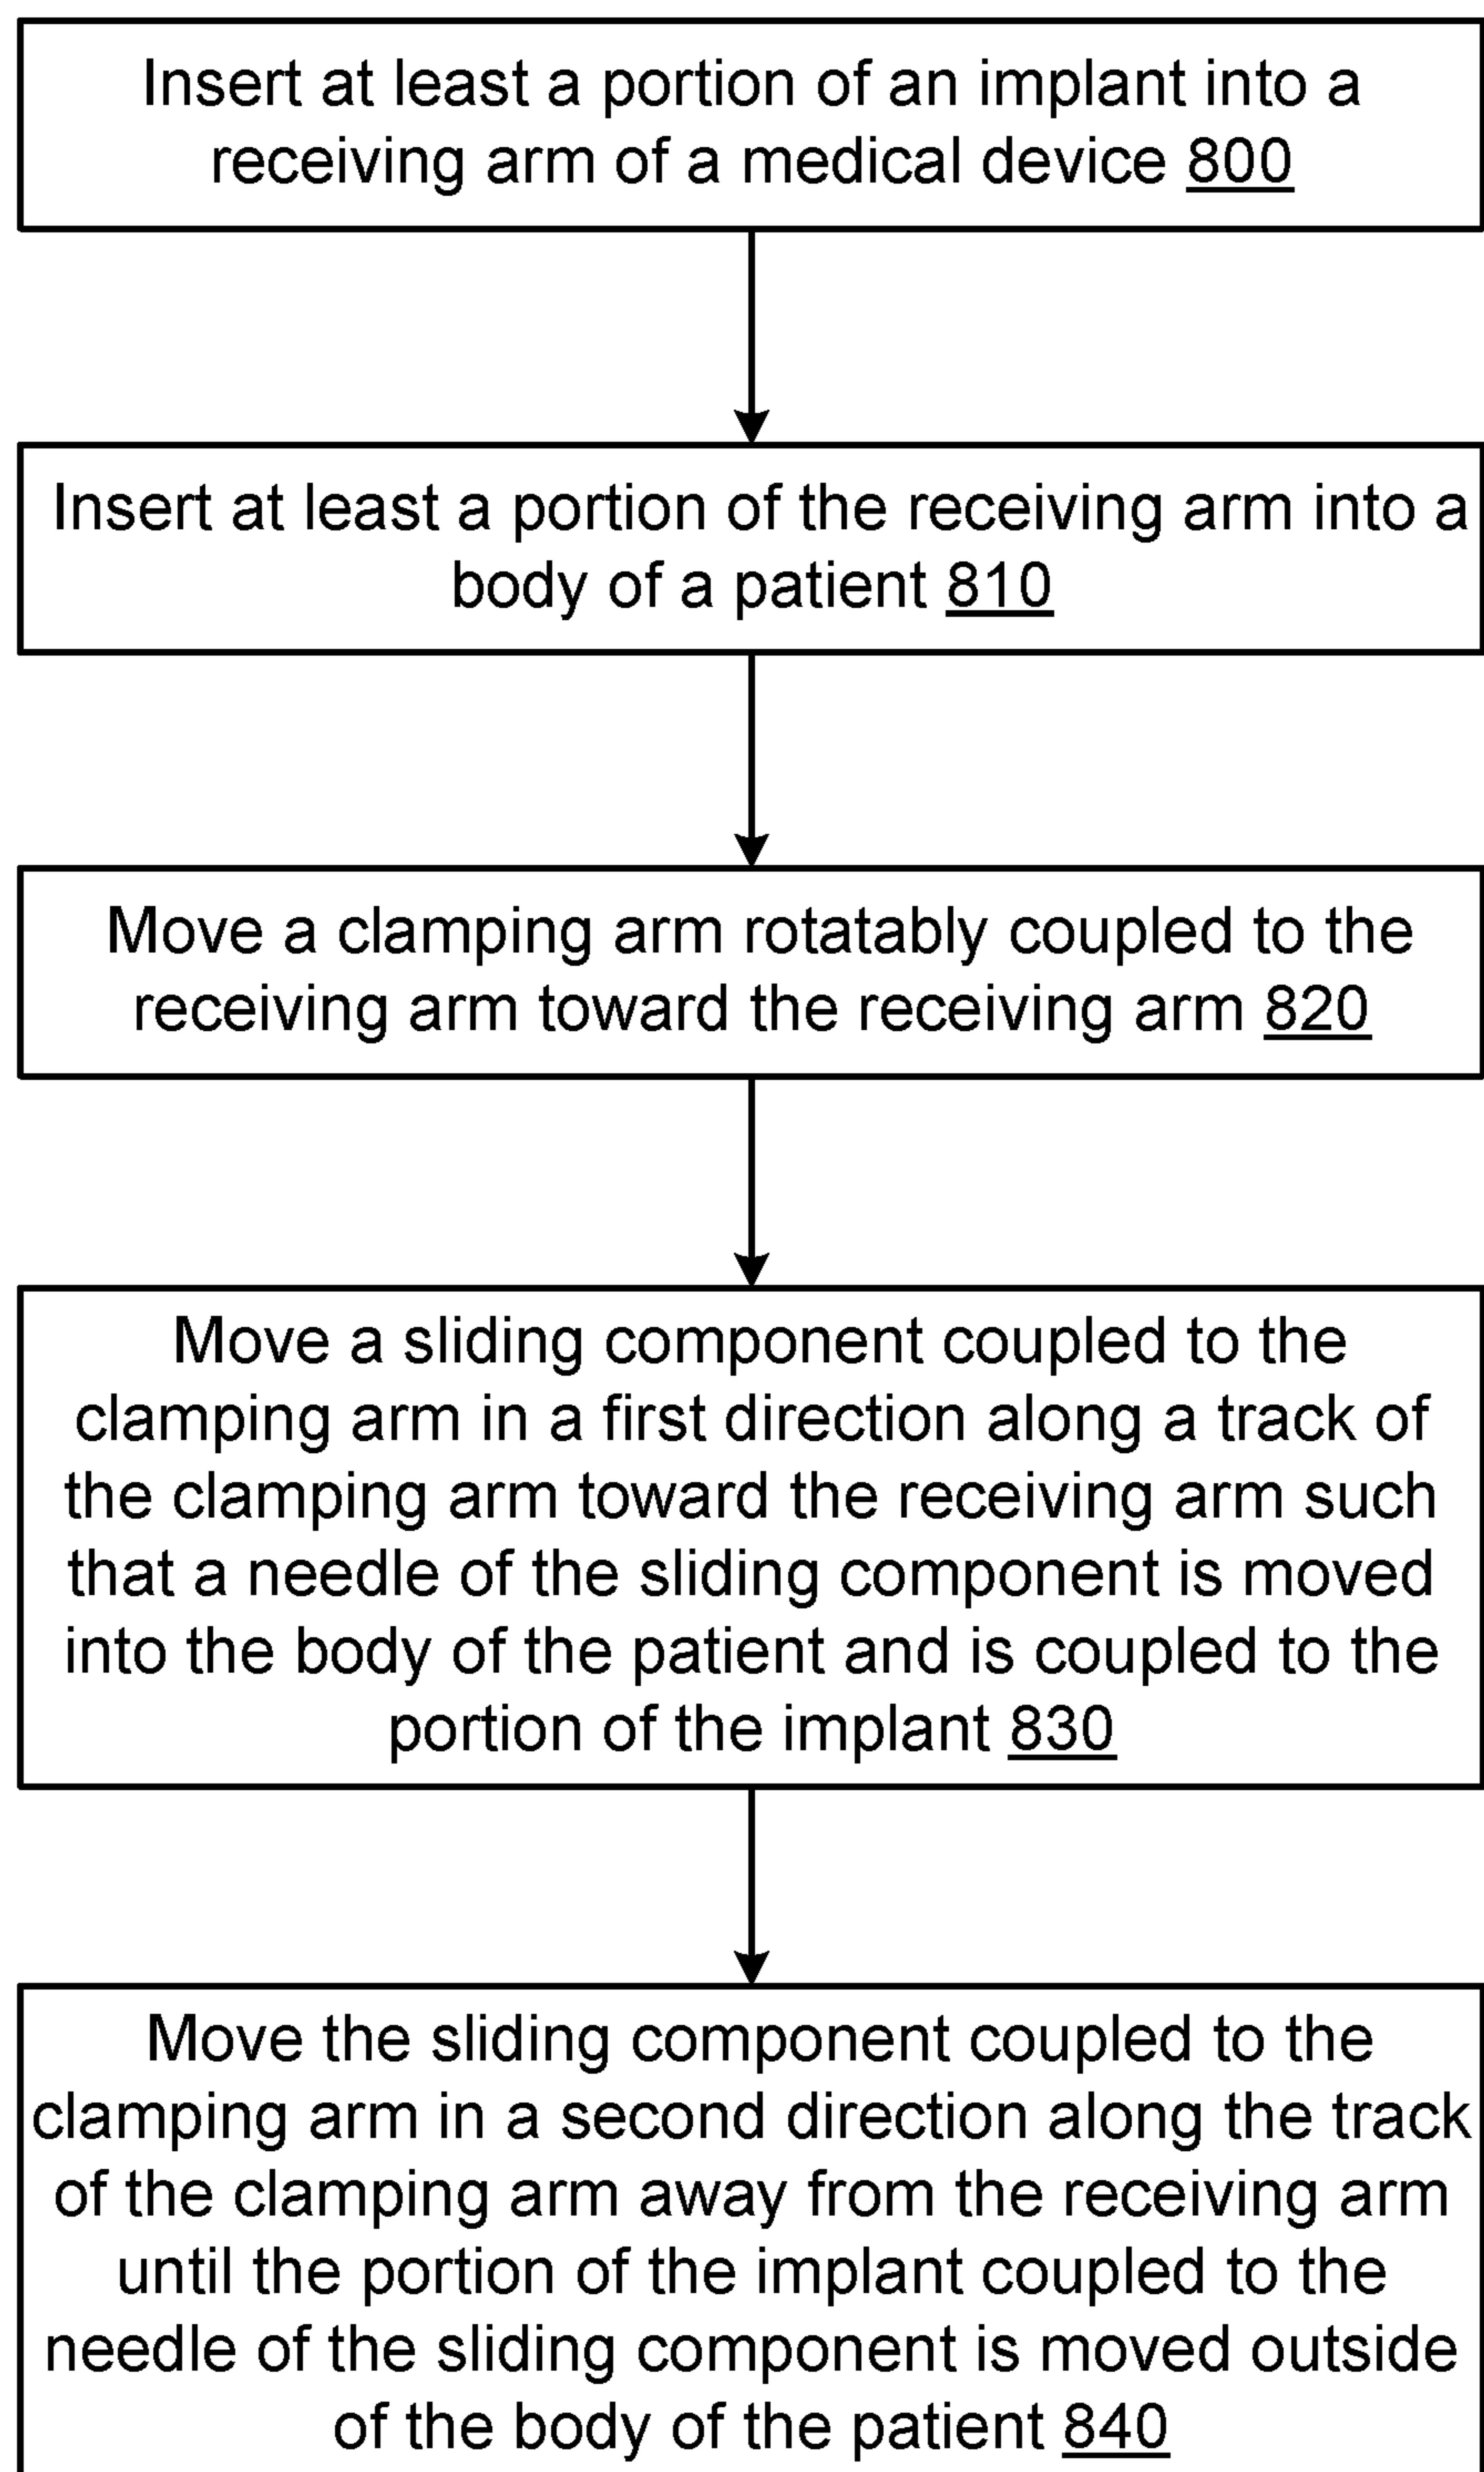 Insert at least a portion of an implant into a
receiving arm of a medical device 800
Insert at least a portion of the receiving arm into a
body of a patient 810
Move a clamping arm rotatably coupled to the
receiving arm toward the receiving arm 820
Move a sliding component coupled to the
clamping arm in a first direction along a track of
the clamping arm toward the receiving arm such
that a needle of the sliding component is moved
into the body of the patient and is coupled to the
portion of the implant 830
Move the sliding component coupled to the
clamping arm in a second direction along the track
of the clamping arm away from the receiving arm
until the portion of the implant coupled to the
needle of the sliding component is moved outside
of the body of the patient 840